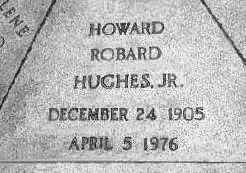 HOWARD
ROBARD
HUGHES, JR.
DECEMBER 24 1905
APRIL 5 1976